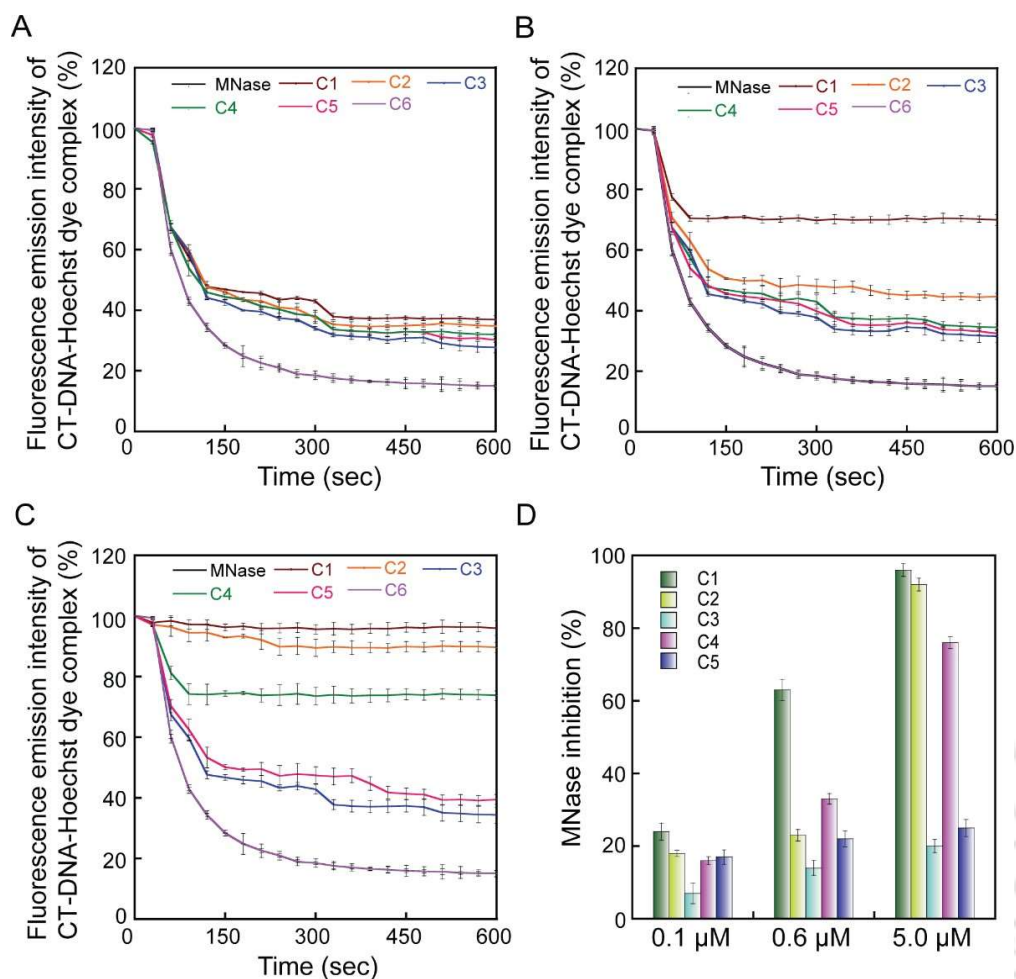 A
Fluorescence emission intensity of
CT-DNA-Hoechst dye complex (%)
120
100
80
60
40
20
0
MNase C1 C2 C3
C4 C5 C6
0 150 300 450 600
Time (sec)
B
Fluorescence emission intensity of
CT-DNA-Hoechst dye complex (%)
120
100
80
60
40
20
0
MNase C1 C2 C3
C4 C5 C6
0 150 300 450 600
Time (sec)
C
Fluorescence emission intensity of
CT-DNA-Hoechst dye complex (%)
120
100
80
60
40
20
0
MNase C1 C2 C3
C4 C5 C6
0 150 300 450 600
Time (sec)
D
MNase inhibition (%)
100
80
60
40
20
0
C1
C2
C3
C4
C5
0.1 µM 0.6 µM 5.0 µM